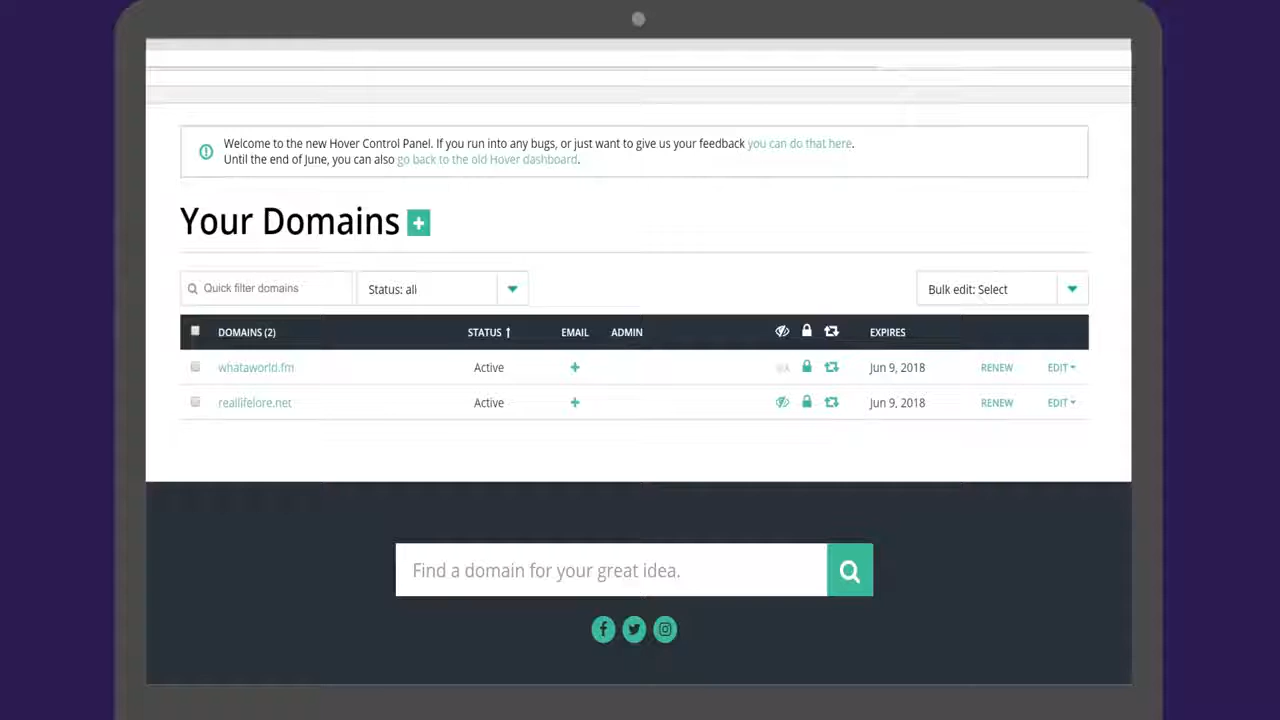 Welcome to the new Hover Control Panel. If you run into any bugs, or just want to give us your feedback you can do that here.
Until the end of June, you can also go back to the old Hover dashboard.
Your Domains +
Quick filter domains
Status: all
Bulk edit: Select
DOMAINS (2) STATUS ↑ EMAIL ADMIN EXPIRES
whataworld.fm Active + N/A Jun 9, 2018 RENEW EDIT
reallifelore.net Active + Jun 9, 2018 RENEW EDIT
Find a domain for your great idea.